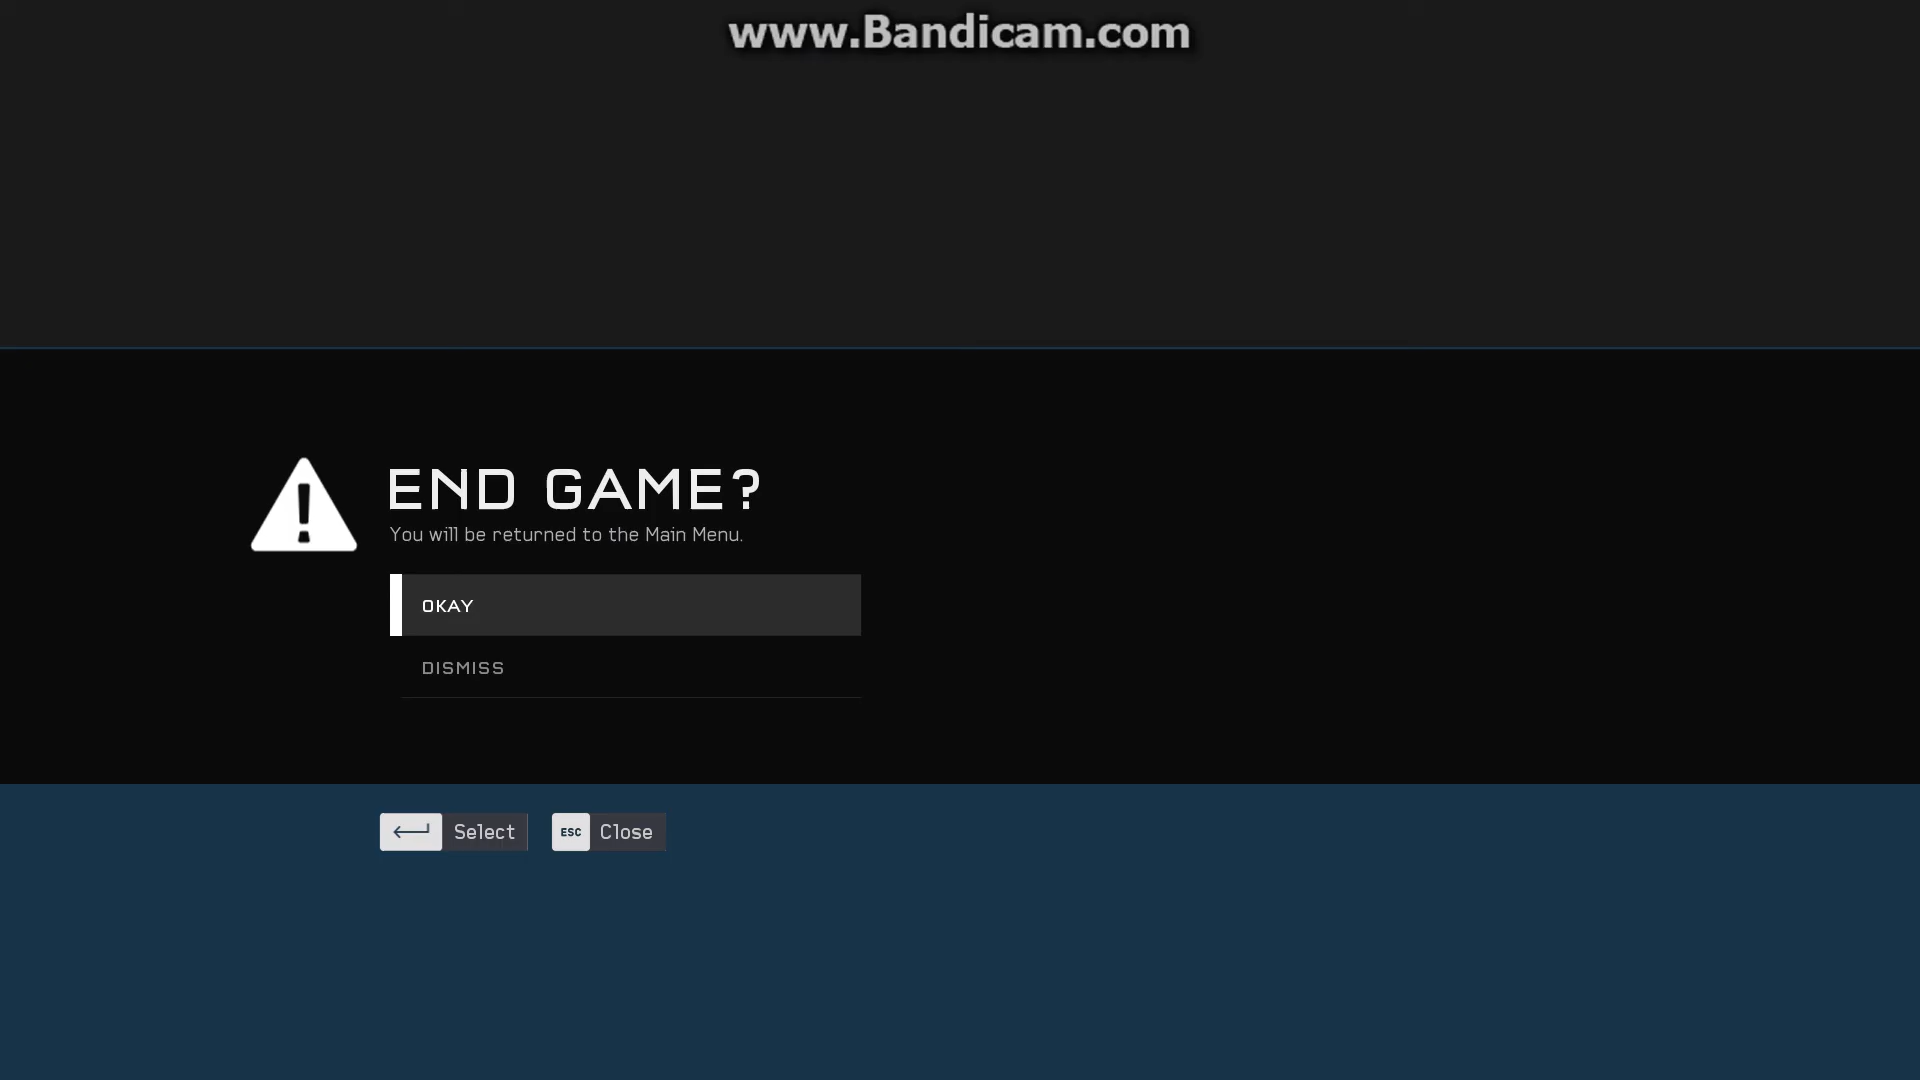 www.Bandicam.com
END GAME?
You will be returned to the Main Menu.
OKAY
DISMISS
Select
ESC Close